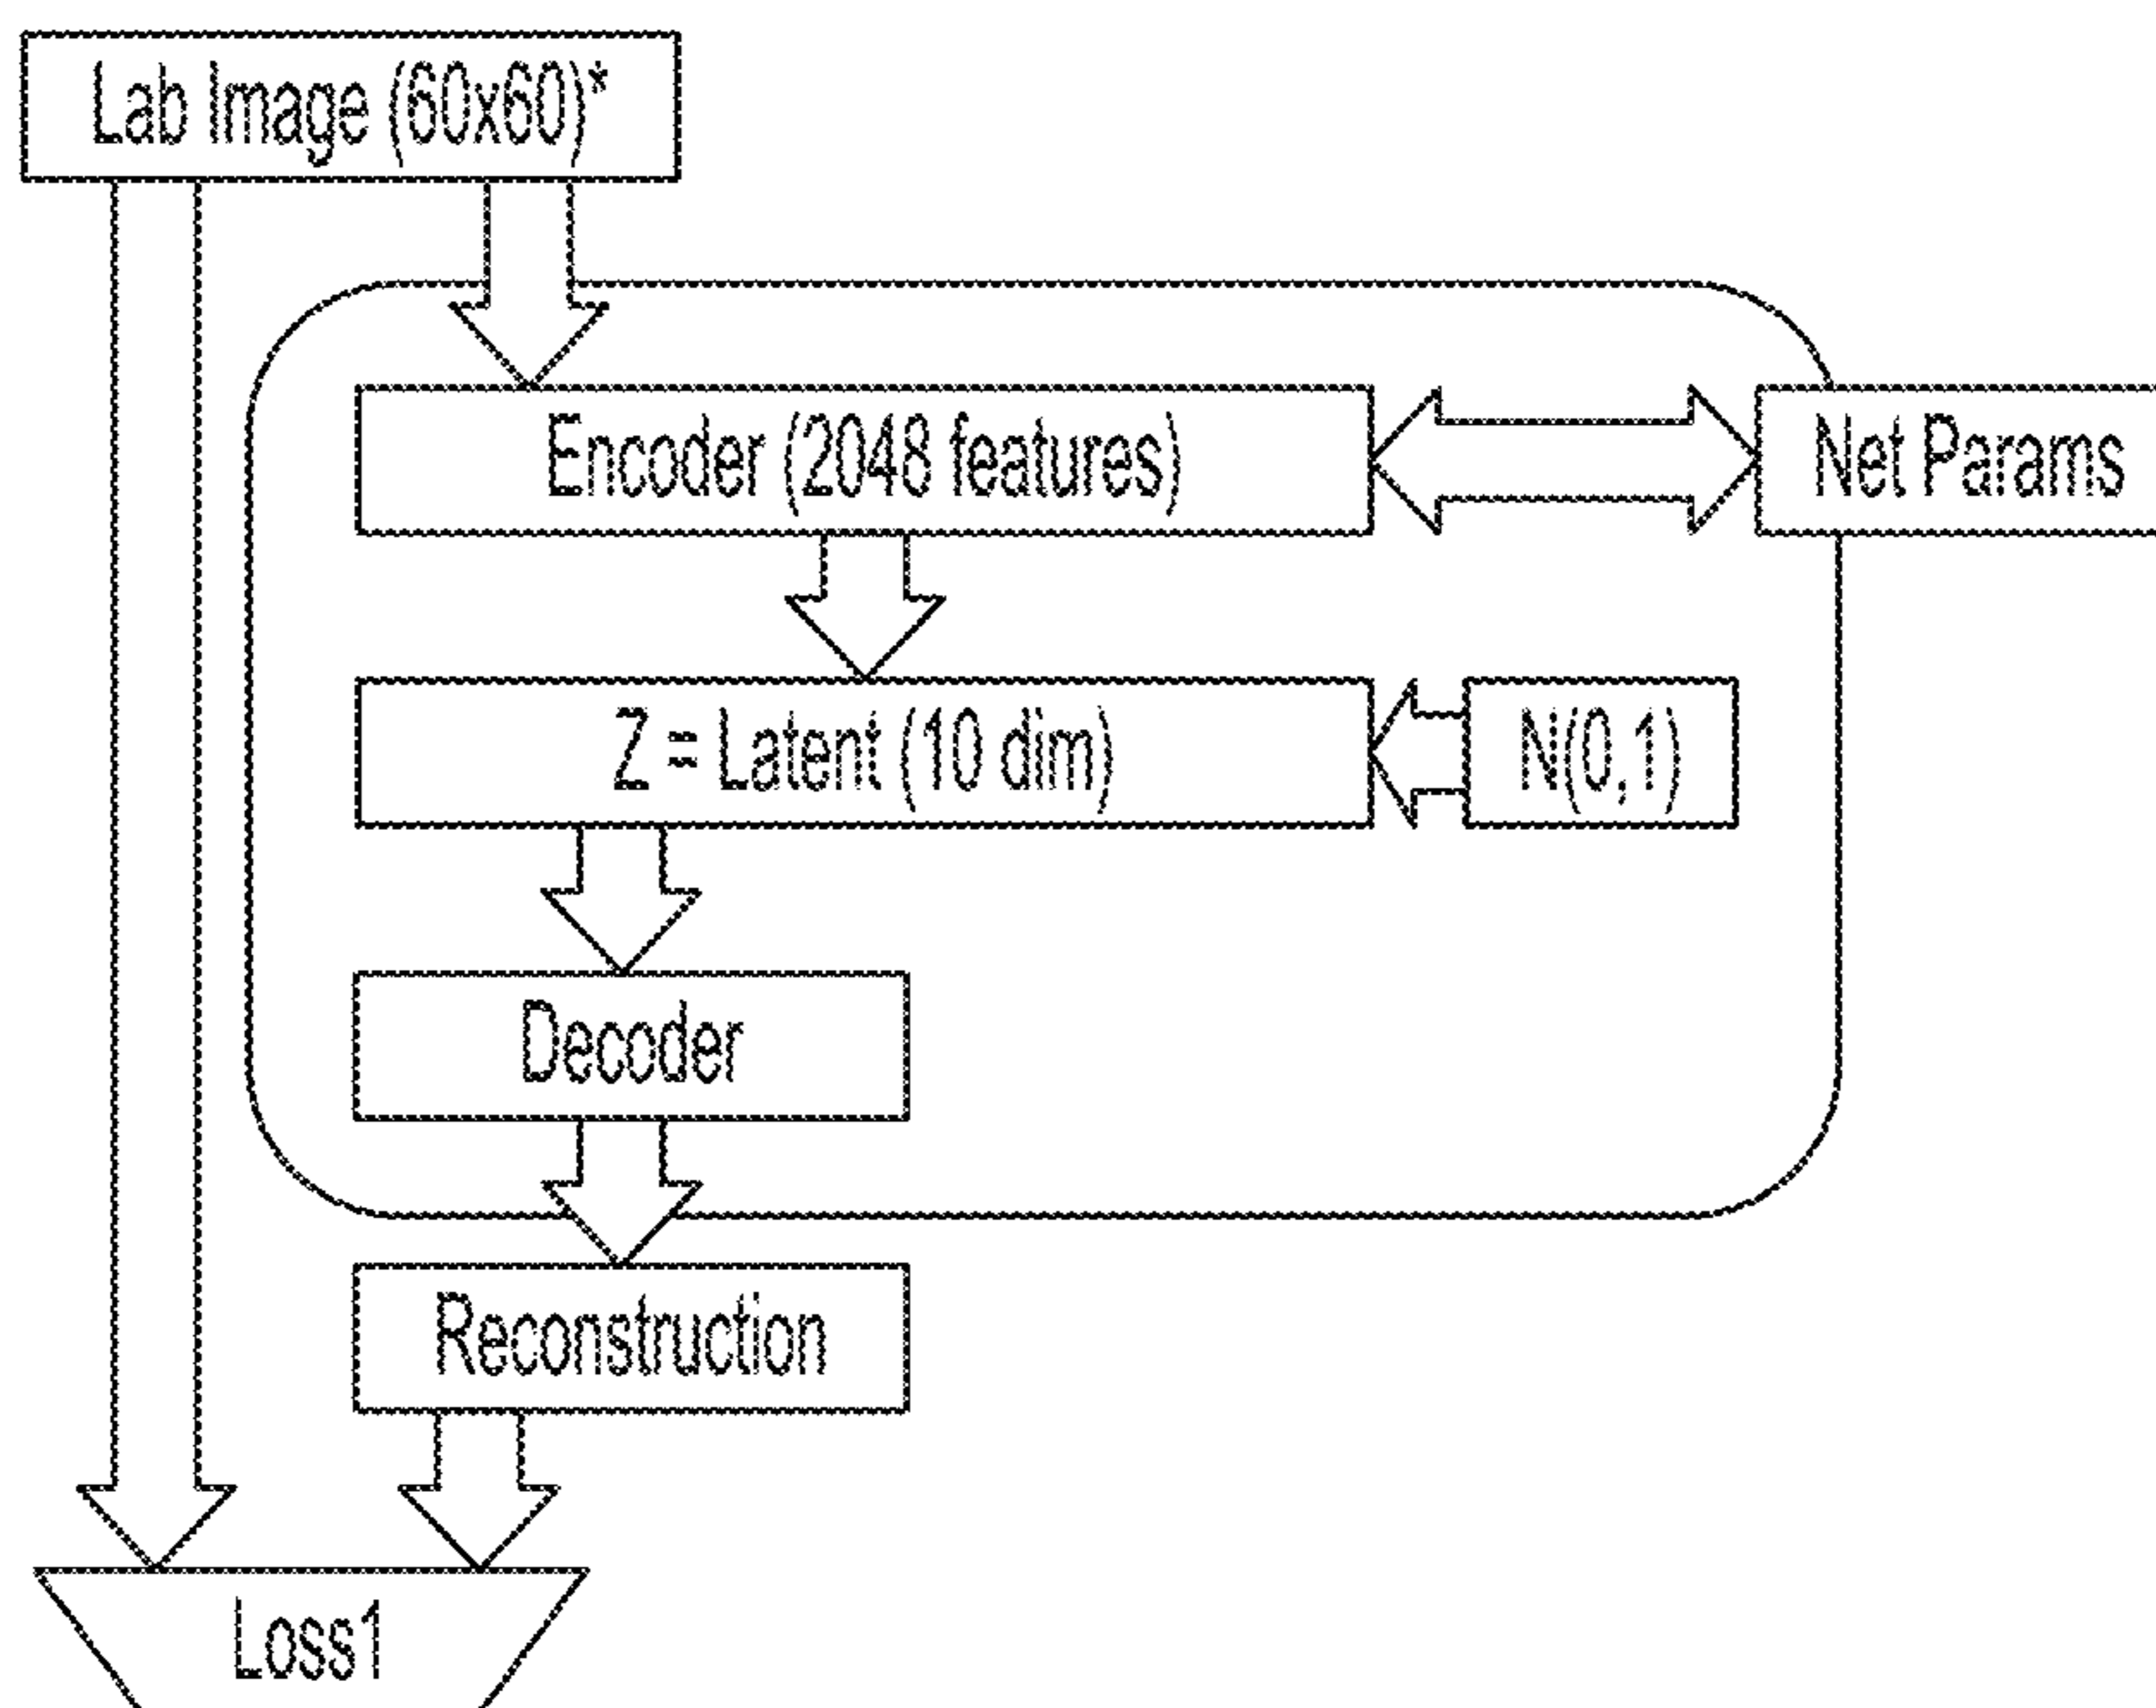 Lab Image (60x60)*
Encoder (2048 features)
Net Params
Z = Latent (10 dim)
N(0,1)
Decoder
Reconstruction
Loss1